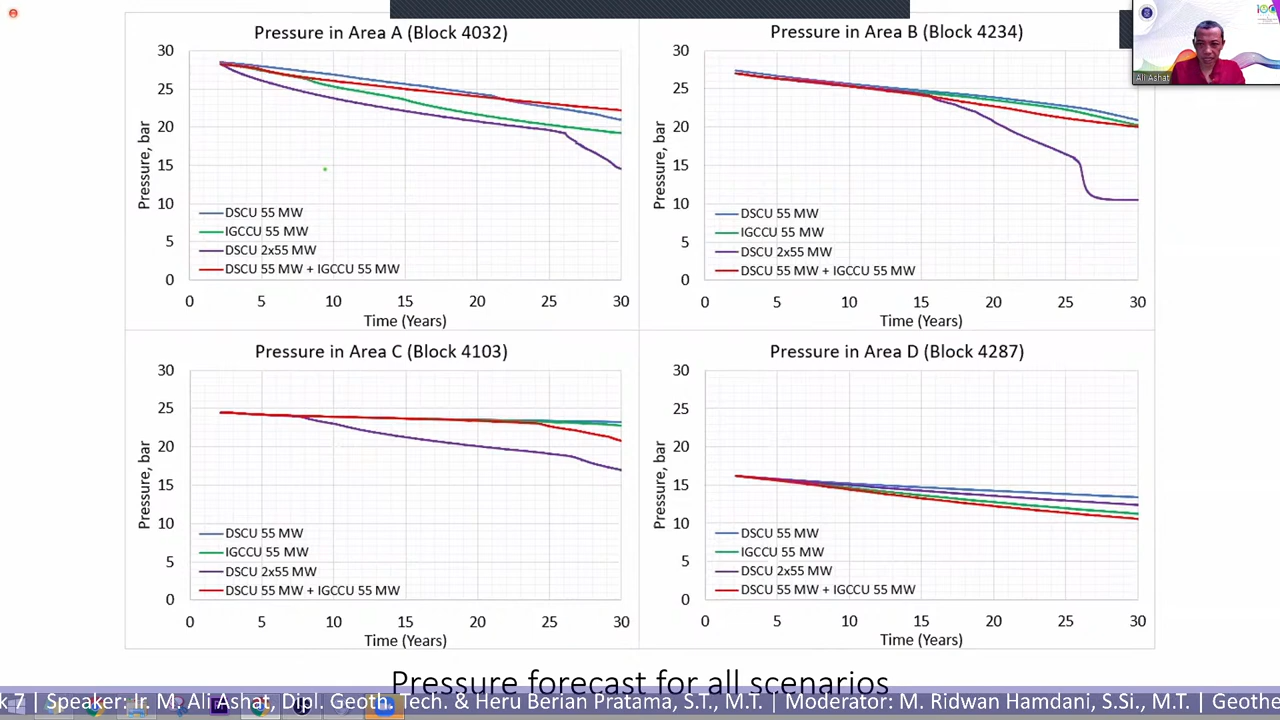 Pressure in Area A (Block 4032)
30
25
20
15
10
5
0
Pressure, bar
DSCU 55 MW
IGCCU 55 MW
DSCU 2x55 MW
DSCU 55 MW + IGCCU 55 MW
0 5 10 15 20 25 30
Time (Years)
Pressure in Area B (Block 4234)
30
25
20
15
10
5
0
Pressure, bar
DSCU 55 MW
IGCCU 55 MW
DSCU 2x55 MW
DSCU 55 MW + IGCCU 55 MW
0 5 10 15 20 25 30
Time (Years)
Ali Ashat
Pressure in Area C (Block 4103)
30
25
20
15
10
5
0
Pressure, bar
DSCU 55 MW
IGCCU 55 MW
DSCU 2x55 MW
DSCU 55 MW + IGCCU 55 MW
0 5 10 15 20 25 30
Time (Years)
Pressure in Area D (Block 4287)
30
25
20
15
10
5
0
Pressure, bar
DSCU 55 MW
IGCCU 55 MW
DSCU 2x55 MW
DSCU 55 MW + IGCCU 55 MW
0 5 10 15 20 25 30
Time (Years)
Pressure forecast for all scenarios
k 7 | Speaker: Ir. M. Ali Ashat, Dipl. Geoth. Tech. & Heru Berian Pratama, S.T., M.T. | Moderator: M. Ridwan Hamdani, S.Si., M.T. | Geothe